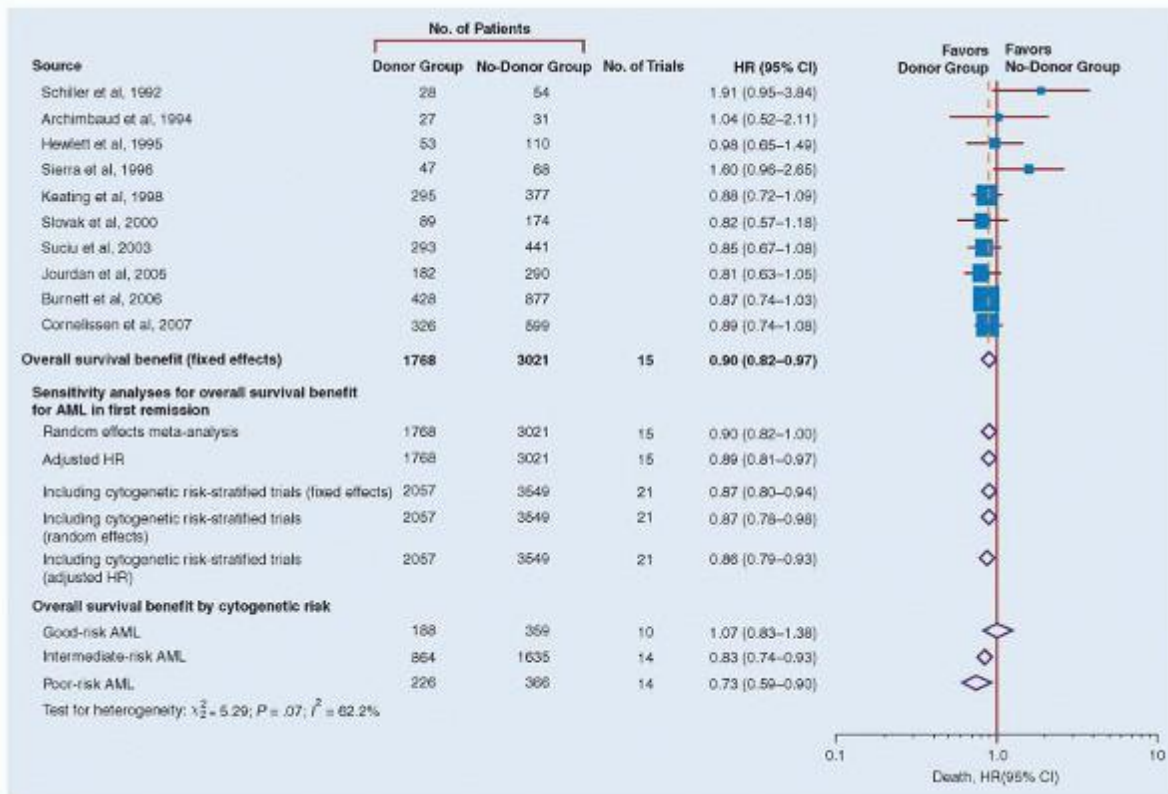 No. of Patients
Favors Favors
Source Donor Group No-Donor Group No. of Trials HR (95% CI) Donor Group No-Donor Group
Schiller et al, 1992 28 54 1.91 (0.95–3.84)
Archimbaud et al, 1994 27 31 1.04 (0.52–2.11)
Hewlett et al, 1995 53 110 0.98 (0.65–1.49)
Sierra et al, 1996 47 68 1.60 (0.96–2.65)
Keating et al, 1998 295 377 0.88 (0.72–1.09)
Slovak et al, 2000 89 174 0.82 (0.57–1.18)
Suciu et al, 2003 293 441 0.85 (0.67–1.08)
Jourdan et al, 2005 182 290 0.81 (0.63–1.05)
Burnett et al, 2006 428 877 0.87 (0.74–1.03)
Cornelissen et al, 2007 326 599 0.89 (0.74–1.08)
Overall survival benefit (fixed effects) 1768 3021 15 0.90 (0.82–0.97)
Sensitivity analyses for overall survival benefit
for AML in first remission
Random effects meta-analysis 1768 3021 15 0.90 (0.82–1.00)
Adjusted HR 1768 3021 15 0.89 (0.81–0.97)
Including cytogenetic risk-stratified trials (fixed effects) 2057 3549 21 0.87 (0.80–0.94)
Including cytogenetic risk-stratified trials 2057 3549 21 0.87 (0.78–0.98)
(random effects)
Including cytogenetic risk-stratified trials 2057 3549 21 0.86 (0.79–0.93)
(adjusted HR)
Overall survival benefit by cytogenetic risk
Good-risk AML 188 359 10 1.07 (0.83–1.38)
Intermediate-risk AML 864 1635 14 0.83 (0.74–0.93)
Poor-risk AML 226 366 14 0.73 (0.59–0.90)
Test for heterogeneity: χ²₂ = 5.29; P = .07; I² = 62.2%
0.1 1.0 10
Death, HR(95% CI)